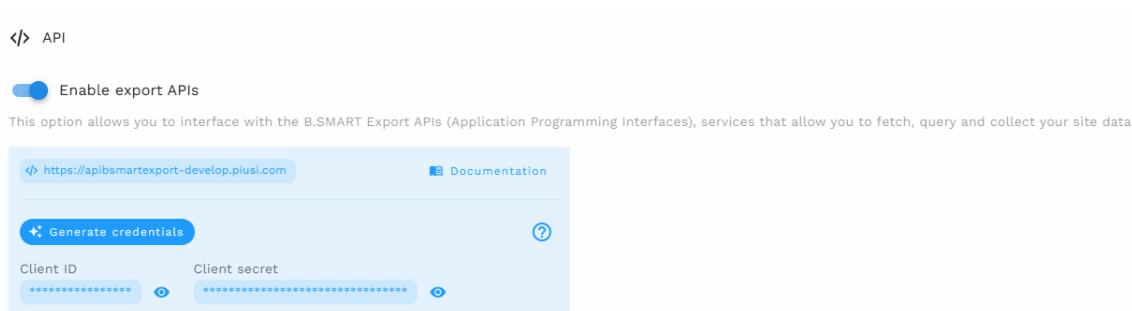 </> API
Enable export APIs
This option allows you to interface with the B.SMART Export APIs (Application Programming Interfaces), services that allow you to fetch, query and collect your site data
</> https://apibsmartexport-develop.piusi.com
Documentation
Generate credentials
?
Client ID
Client secret
****************
********************************